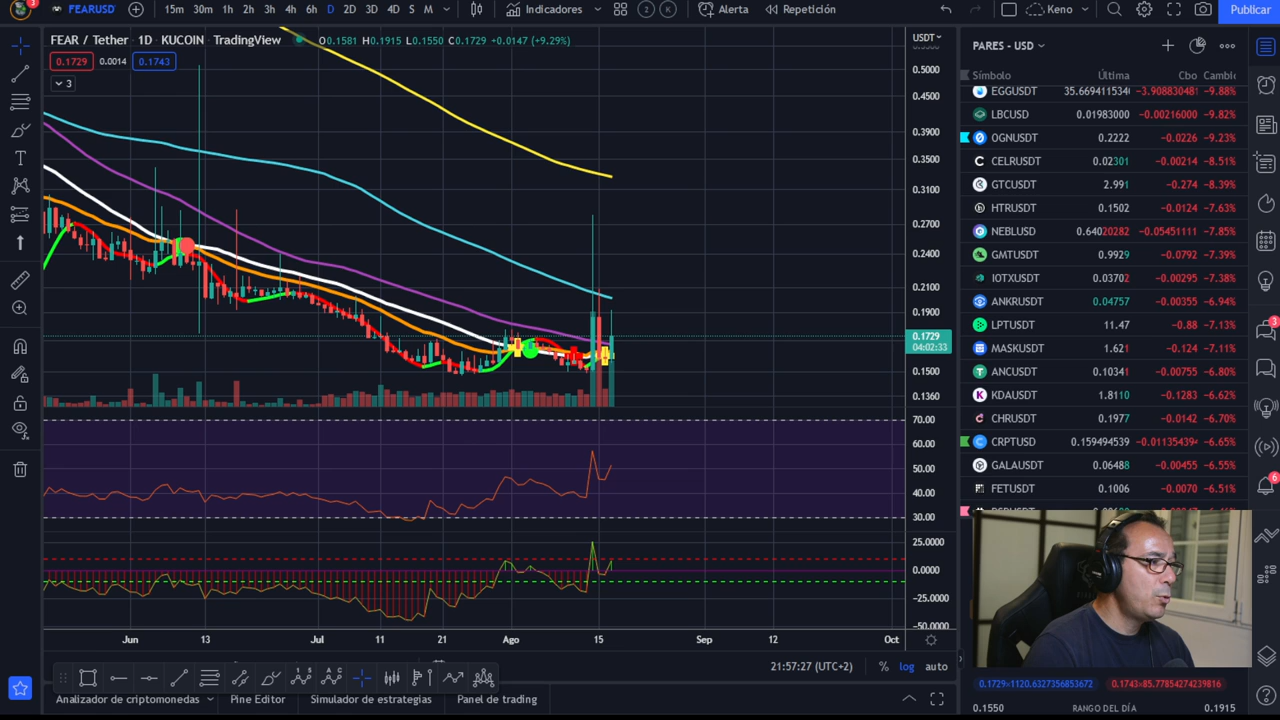 3 FEARUSD 15m 30m 1h 2h 3h 4h 6h D 2D 3D 4D S M Indicadores 2 K Alerta Repetición Keno Publicar
FEAR / Tether 1D KUCOIN TradingView O0.1581 H0.1915 L0.1550 C0.1729 +0.0147 (+9.29%)
0.1729 0.0014 0.1743
3
USDT
0.5000
0.4500
0.3900
0.3500
0.3100
0.2700
0.2400
0.2100
0.1900
0.1729
04:02:33
0.1500
0.1360
70.00
60.00
50.00
40.00
30.00
25.0000
0.0000
−25.0000
−50.0000
Jun 13 Jul 11 21 Ago 15 Sep 12 Oct
21:57:27 (UTC+2) % log auto
Analizador de criptomonedas Pine Editor Simulador de estrategias Panel de trading
PARES - USD
Símbolo Última Cbo Cambi
EGGUSDT 35.669411534 −3.90883048 −9.88%
LBCUSD 0.01983000 −0.00216000 −9.82%
OGNUSDT 0.2222 −0.0226 −9.23%
CELRUSDT 0.02301 −0.00214 −8.51%
GTCUSDT 2.991 −0.274 −8.39%
HTRUSDT 0.1502 −0.0124 −7.63%
NEBLUSD 0.64020282 −0.05451111 −7.85%
GMTUSDT 0.9929 −0.0792 −7.39%
IOTXUSDT 0.03702 −0.00295 −7.38%
ANKRUSDT 0.04757 −0.00355 −6.94%
LPTUSDT 11.47 −0.88 −7.13%
MASKUSDT 1.621 −0.124 −7.11%
ANCUSDT 0.10341 −0.00755 −6.80%
KDAUSDT 1.8110 −0.1283 −6.62%
CHRUSDT 0.1977 −0.0142 −6.70%
CRPTUSD 0.159494539 −0.0113543 −6.65%
GALAUSDT 0.06488 −0.00455 −6.55%
FETUSDT 0.1006 −0.0070 −6.51%
0.1729×1120.6327356853672 0.1743×85.77854274239816
0.1550 RANGO DEL DÍA 0.1915
3
6